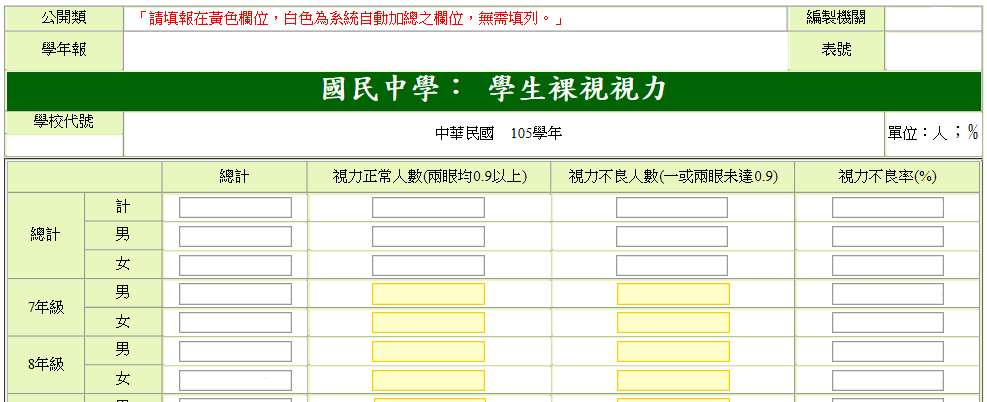 公開類 「請填報在黃色欄位，白色為系統自動加總之欄位，無需填列。」 編製機關
學年報 表號
國民中學： 學生裸視視力
學校代號 中華民國 105學年 單位：人；%
總計 視力正常人數(兩眼均0.9以上) 視力不良人數(一或兩眼未達0.9) 視力不良率(%)
總計 計
男
女
7年級 男
女
8年級 男
女